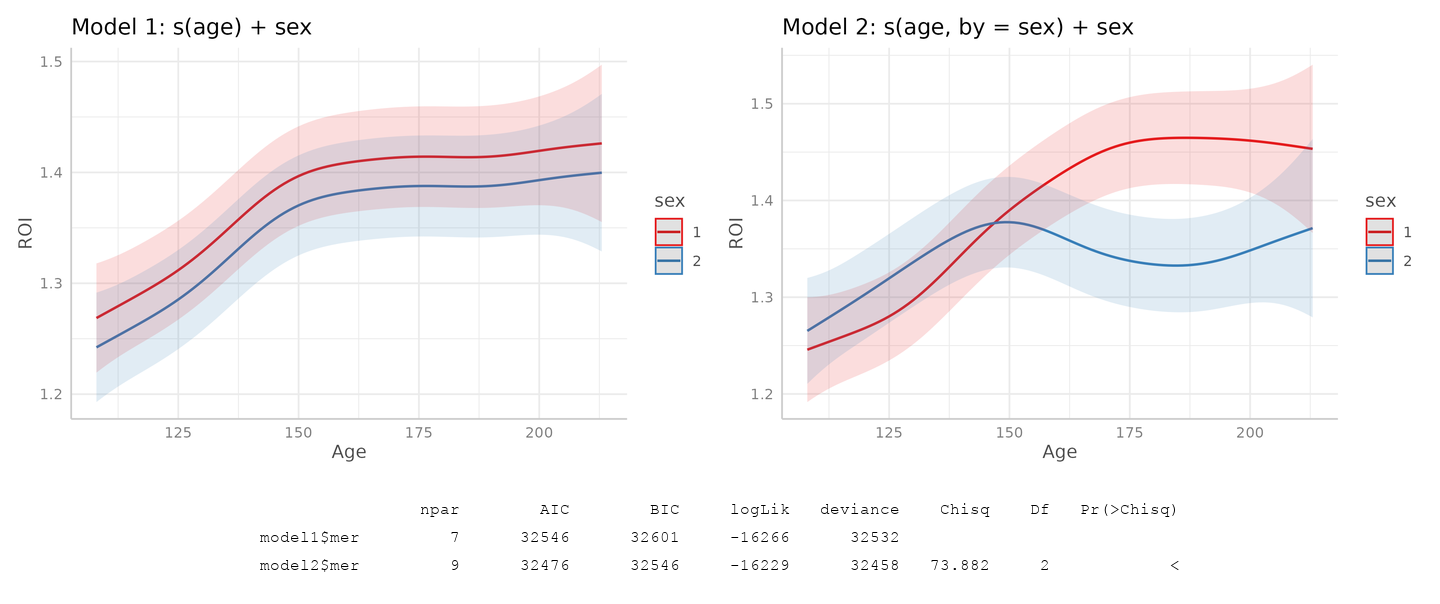 Model 1: s(age) + sex
1.5
1.4
1.3
1.2
ROI
125 150 175 200
Age
sex
1
2
Model 2: s(age, by = sex) + sex
1.5
1.4
1.3
1.2
ROI
125 150 175 200
Age
sex
1
2
npar AIC BIC logLik deviance Chisq Df Pr(>Chisq)
model1$mer 7 32546 32601 -16266 32532
model2$mer 9 32476 32546 -16229 32458 73.882 2 <